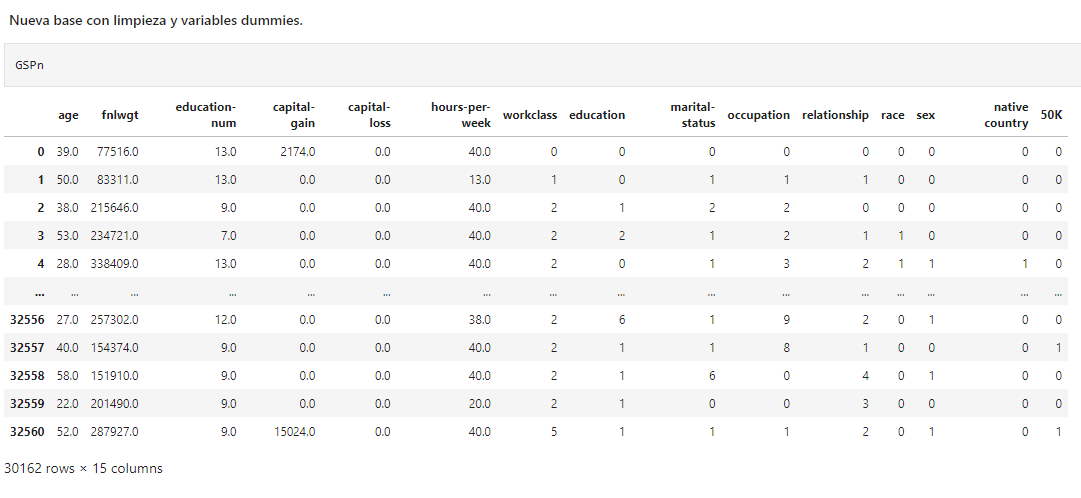 Nueva base con limpieza y variables dummies.
GSPn
age fnlwgt education-num capital-gain capital-loss hours-per-week workclass education marital-status occupation relationship race sex native country 50K
0 39.0 77516.0 13.0 2174.0 0.0 40.0 0 0 0 0 0 0 0 0 0
1 50.0 83311.0 13.0 0.0 0.0 13.0 1 0 1 1 1 0 0 0 0
2 38.0 215646.0 9.0 0.0 0.0 40.0 2 1 2 2 0 0 0 0 0
3 53.0 234721.0 7.0 0.0 0.0 40.0 2 2 1 2 1 1 0 0 0
4 28.0 338409.0 13.0 0.0 0.0 40.0 2 0 1 3 2 1 1 1 0
... ... ... ... ... ... ... ... ... ... ... ... ... ... ... ...
32556 27.0 257302.0 12.0 0.0 0.0 38.0 2 6 1 9 2 0 1 0 0
32557 40.0 154374.0 9.0 0.0 0.0 40.0 2 1 1 8 1 0 0 0 1
32558 58.0 151910.0 9.0 0.0 0.0 40.0 2 1 6 0 4 0 1 0 0
32559 22.0 201490.0 9.0 0.0 0.0 20.0 2 1 0 0 3 0 0 0 0
32560 52.0 287927.0 9.0 15024.0 0.0 40.0 5 1 1 1 2 0 1 0 1
30162 rows × 15 columns